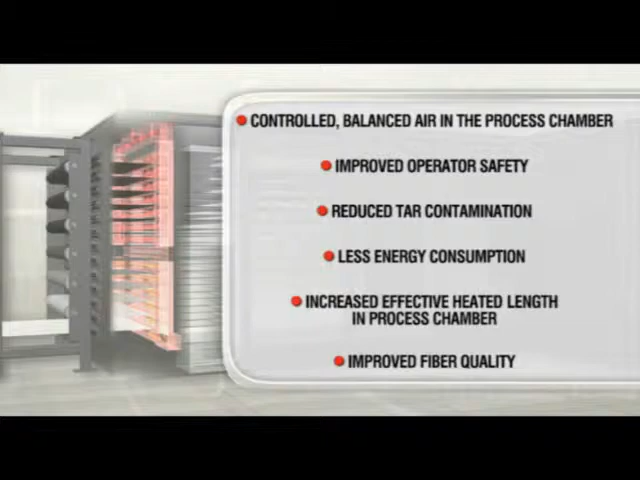 CONTROLLED, BALANCED AIR IN THE PROCESS CHAMBER
IMPROVED OPERATOR SAFETY
REDUCED TAR CONTAMINATION
LESS ENERGY CONSUMPTION
INCREASED EFFECTIVE HEATED LENGTH
IN PROCESS CHAMBER
IMPROVED FIBER QUALITY